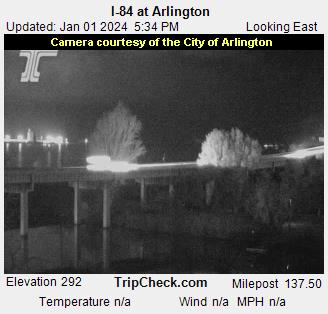 I-84 at Arlington
Updated: Jan 01 2024 5:34 PM Looking East
Camera courtesy of the City of Arlington
Elevation 292 TripCheck.com Milepost 137.50
Temperature n/a Wind n/a MPH n/a